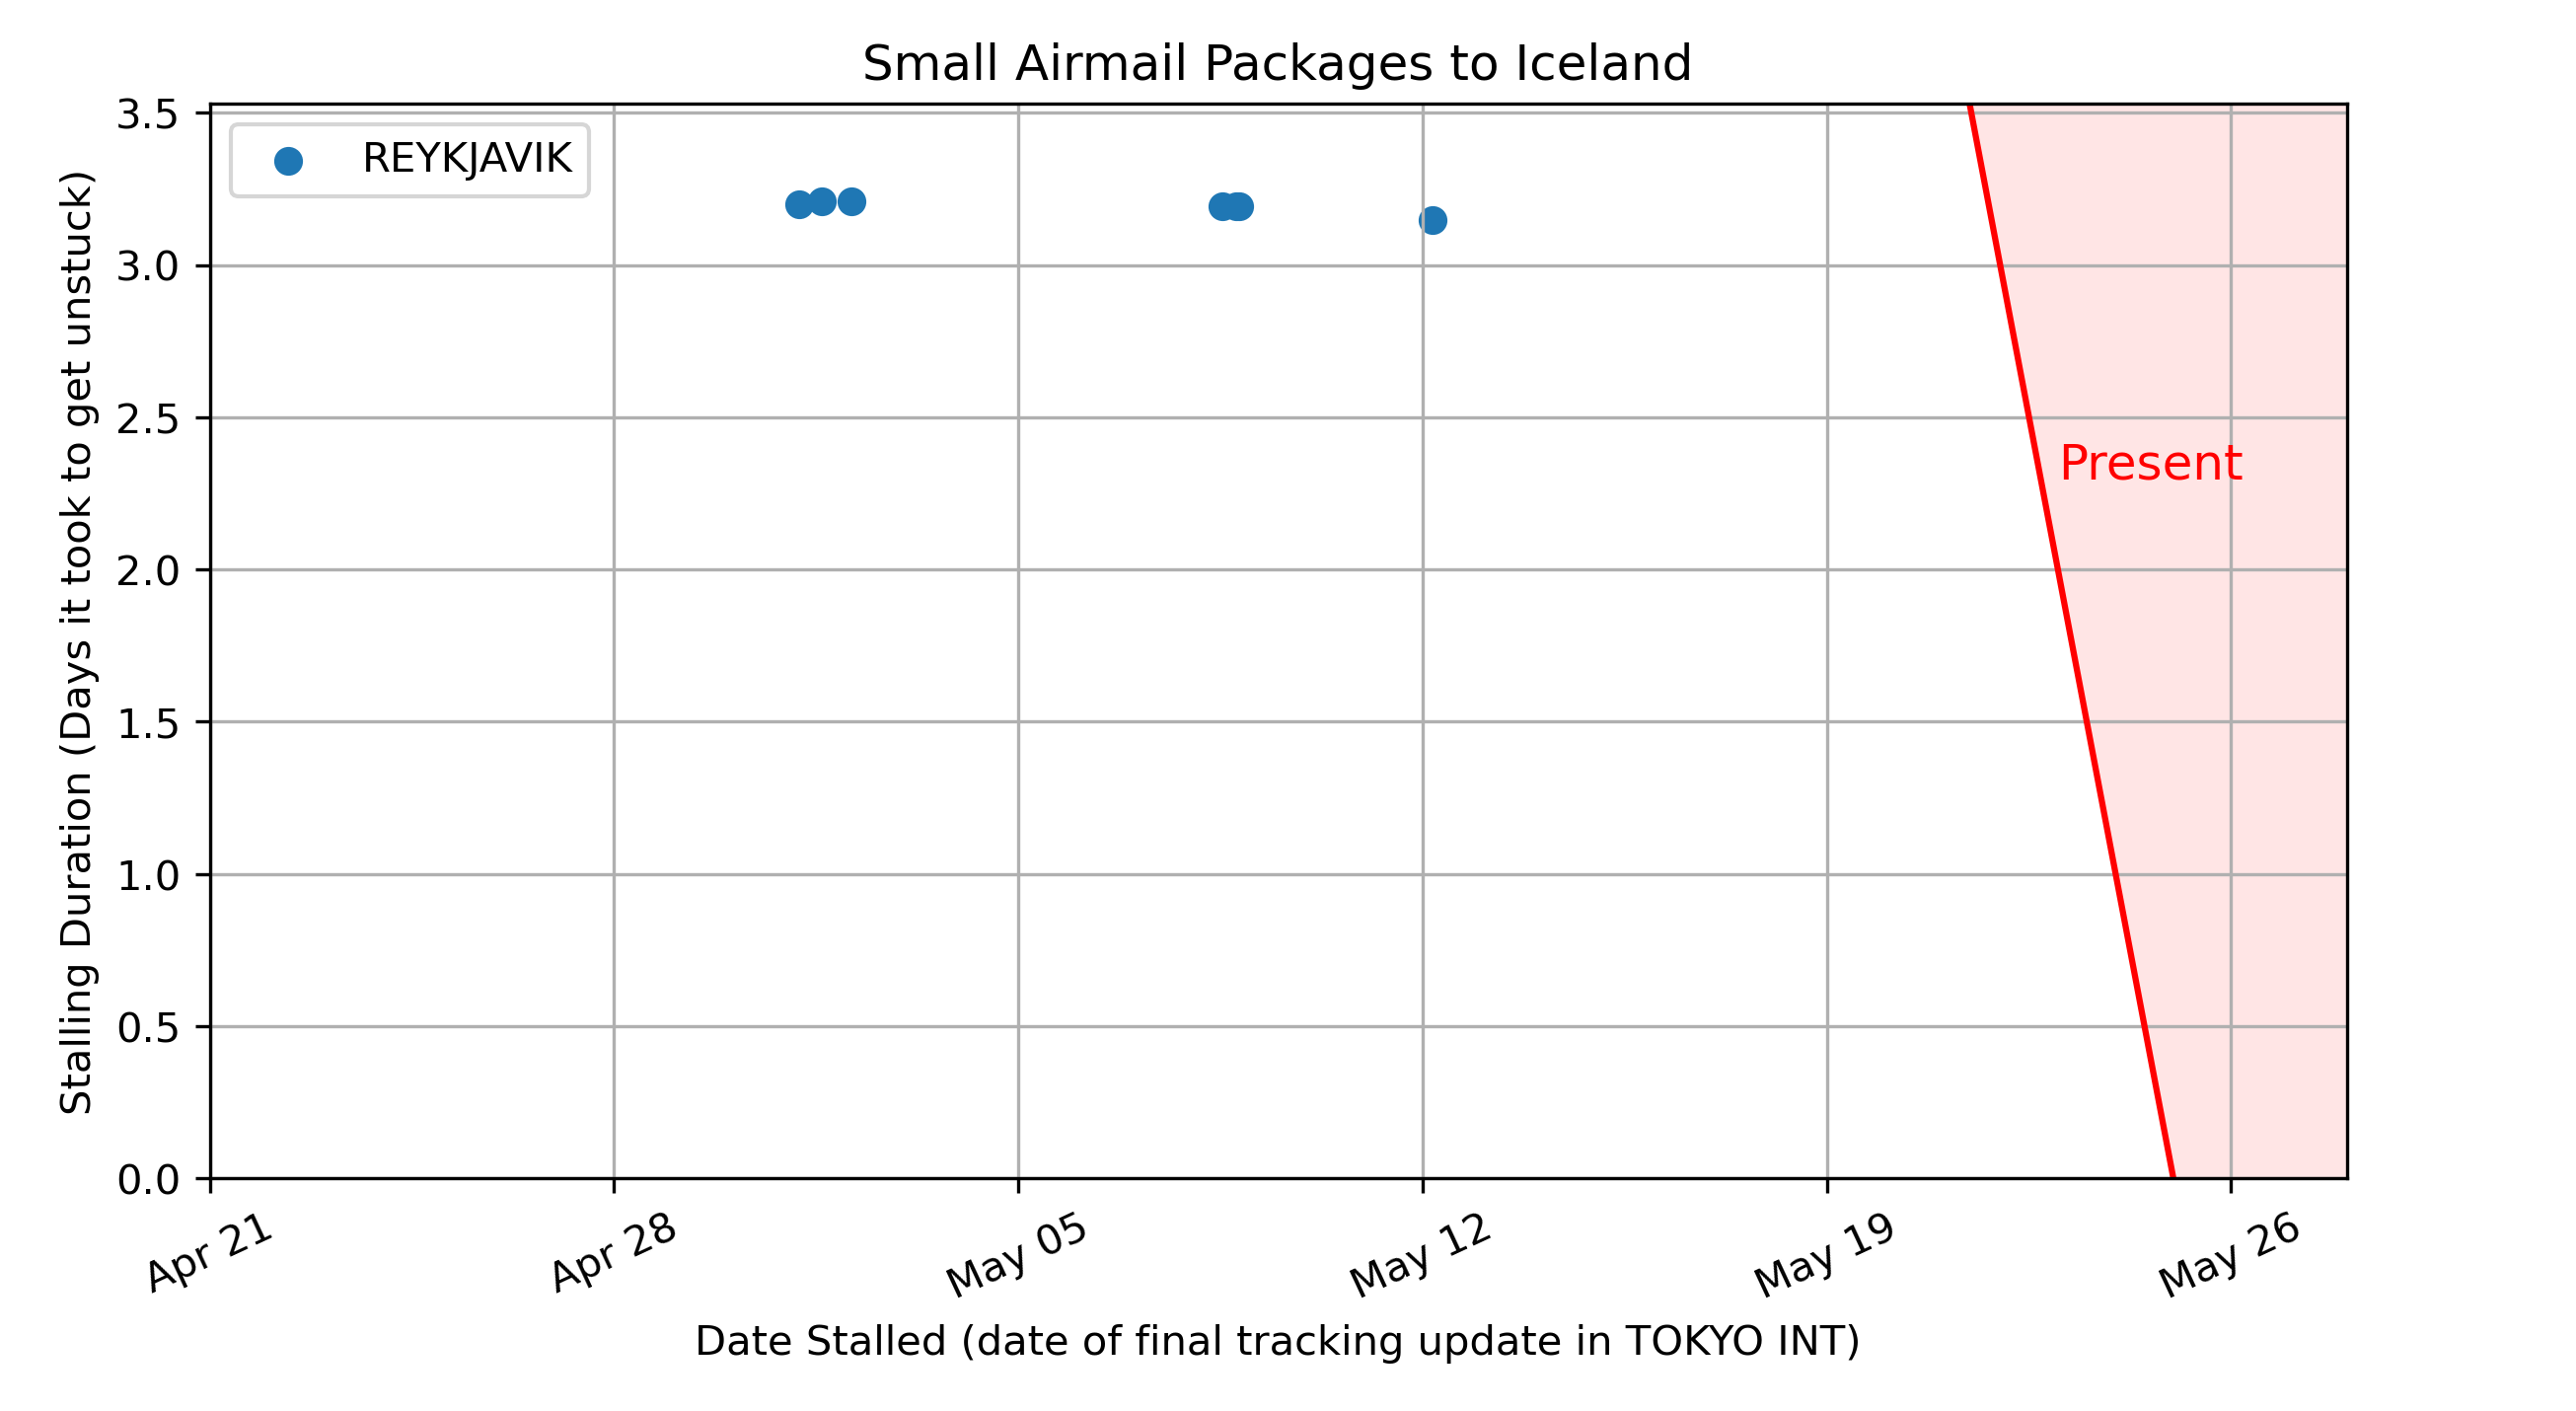 Small Airmail Packages to Iceland
3.5
3.0
2.5
2.0
1.5
1.0
0.5
0.0
Stalling Duration (Days it took to get unstuck)
REYKJAVIK
Present
Apr 21
Apr 28
May 05
May 12
May 19
May 26
Date Stalled (date of final tracking update in TOKYO INT)